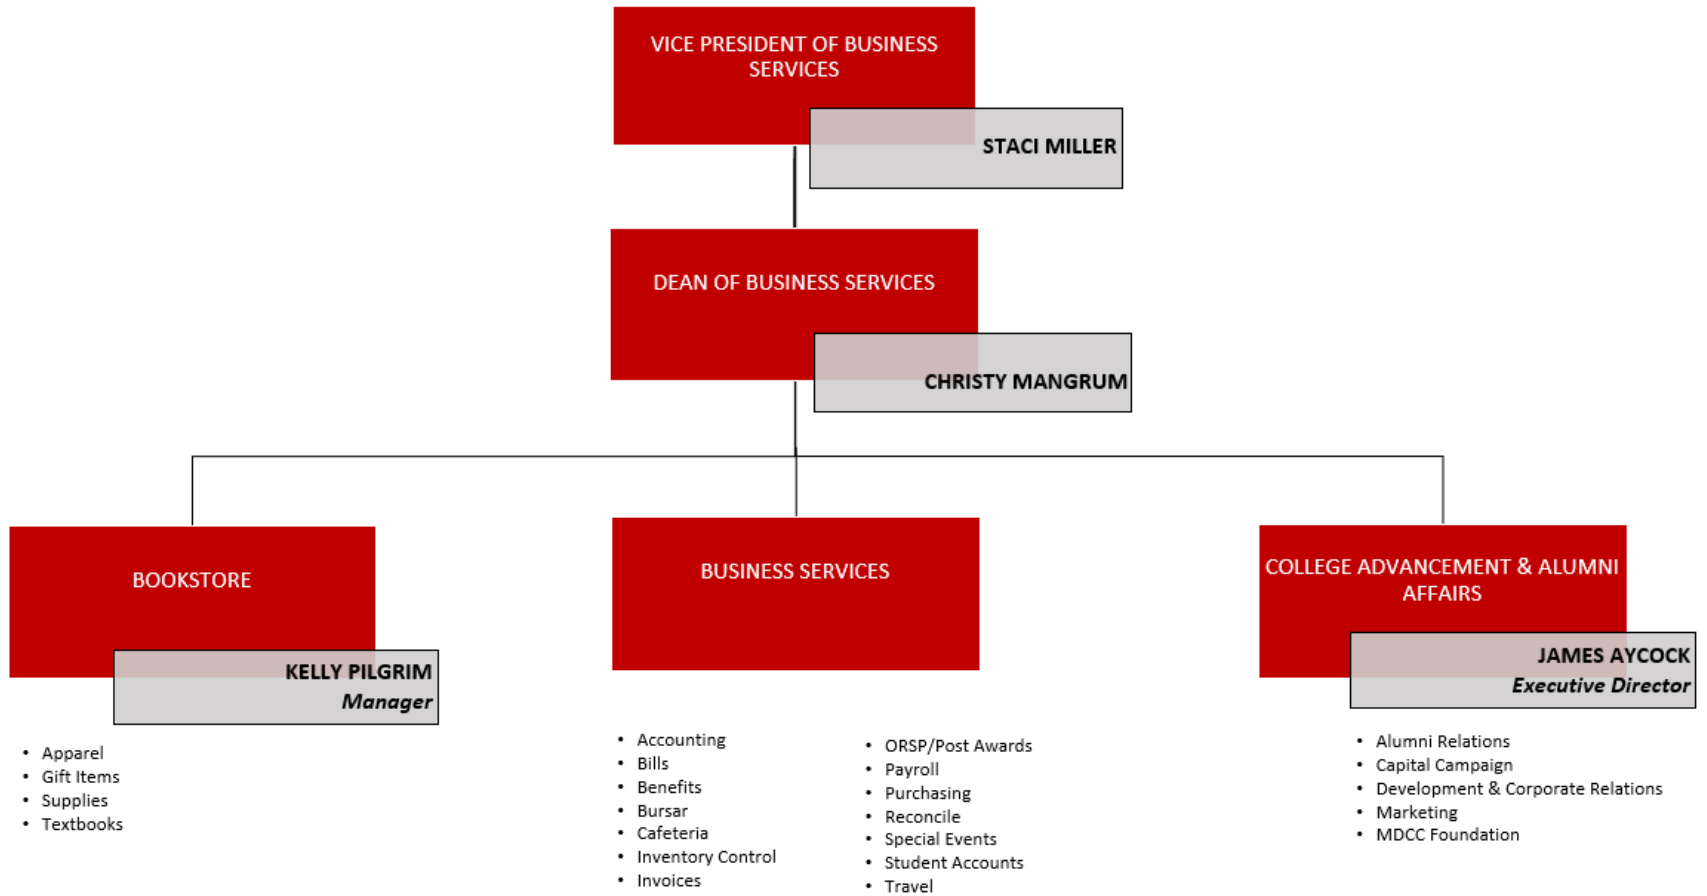 VICE PRESIDENT OF BUSINESS
SERVICES
STACI MILLER
DEAN OF BUSINESS SERVICES
CHRISTY MANGRUM
BOOKSTORE
KELLY PILGRIM
Manager
• Apparel
• Gift Items
• Supplies
• Textbooks
BUSINESS SERVICES
• Accounting
• Bills
• Benefits
• Bursar
• Cafeteria
• Inventory Control
• Invoices
• ORSP/Post Awards
• Payroll
• Purchasing
• Reconcile
• Special Events
• Student Accounts
• Travel
COLLEGE ADVANCEMENT & ALUMNI
AFFAIRS
JAMES AYCOCK
Executive Director
• Alumni Relations
• Capital Campaign
• Development & Corporate Relations
• Marketing
• MDCC Foundation